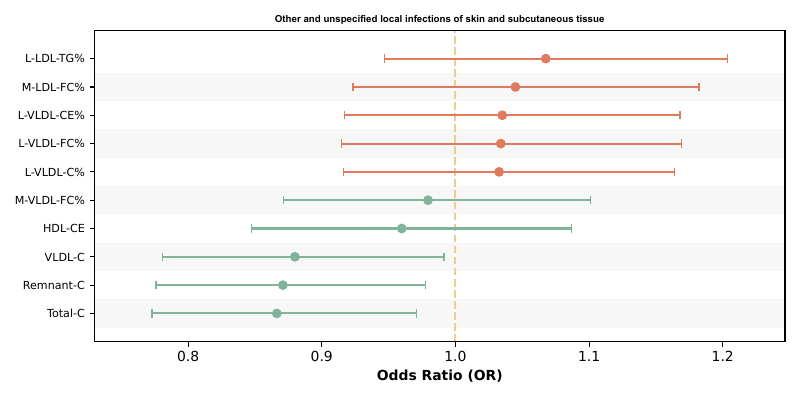 Other and unspecified local infections of skin and subcutaneous tissue
L-LDL-TG%
M-LDL-FC%
L-VLDL-CE%
L-VLDL-FC%
L-VLDL-C%
M-VLDL-FC%
HDL-CE
VLDL-C
Remnant-C
Total-C
0.8 0.9 1.0 1.1 1.2
Odds Ratio (OR)